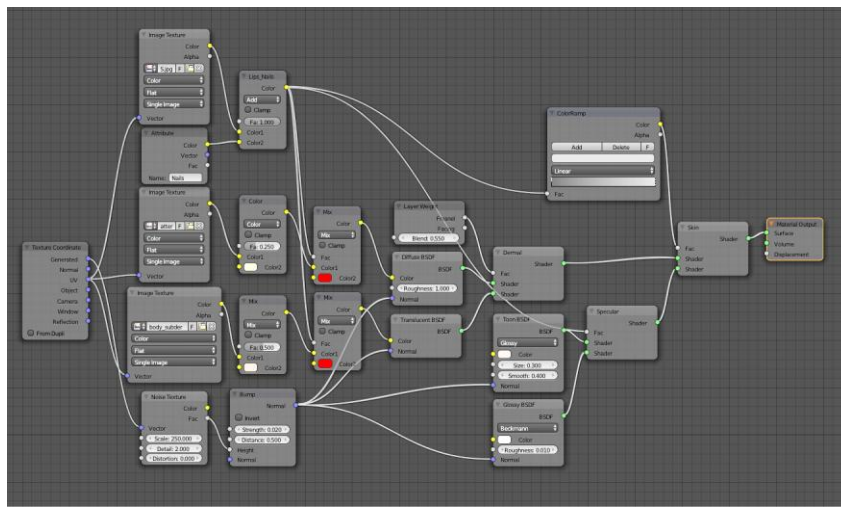 Texture Coordinate
Generated
Normal
UV
Object
Camera
Window
Reflection
From Dupli
Image Texture
Color
Alpha
F
Color
Flat
Single Image
Vector
Attribute
Color
Vector
Fac
Name: Nails
Image Texture
Color
Alpha
F
Color
Flat
Single Image
Vector
Image Texture
Color
Alpha
body_subder F
Color
Flat
Single Image
Vector
Noise Texture
Color
Fac
Vector
Scale: 250.000
Detail: 2.000
Distortion: 0.000
Lips_Nails
Color
Add
Clamp
Fa: 1.000
Color1
Color2
Color
Color
Color
Clamp
Fa: 0.250
Color1
Color2
Mix
Color
Mix
Clamp
Fa: 0.500
Color1
Color2
Bump
Normal
Invert
Strength: 0.020
Distance: 0.500
Height
Normal
Mix
Color
Mix
Clamp
Fac
Color1
Color2
Mix
Color
Mix
Clamp
Fac
Color1
Color2
Layer Weight
Fresnel
Facing
Blend: 0.550
Diffuse BSDF
BSDF
Color
Roughness: 1.000
Normal
Translucent BSDF
BSDF
Color
Normal
Dermal
Shader
Fac
Shader
Shader
Toon BSDF
BSDF
Glossy
Color
Size: 0.300
Smooth: 0.400
Normal
Glossy BSDF
BSDF
Beckmann
Color
Roughness: 0.010
Normal
ColorRamp
Color
Alpha
Add Delete F
Linear
Fac
Specular
Shader
Fac
Shader
Shader
Skin
Shader
Fac
Shader
Shader
Material Output
Surface
Volume
Displacement